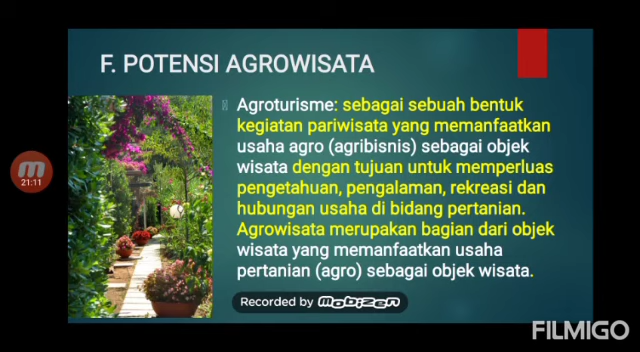 F. POTENSI AGROWISATA
Agroturisme: sebagai sebuah bentuk
kegiatan pariwisata yang memanfaatkan
usaha agro (agribisnis) sebagai objek
wisata dengan tujuan untuk memperluas
pengetahuan, pengalaman, rekreasi dan
hubungan usaha di bidang pertanian.
Agrowisata merupakan bagian dari objek
wisata yang memanfaatkan usaha
pertanian (agro) sebagai objek wisata.
21:11
Recorded by mobizen
FILMIGO